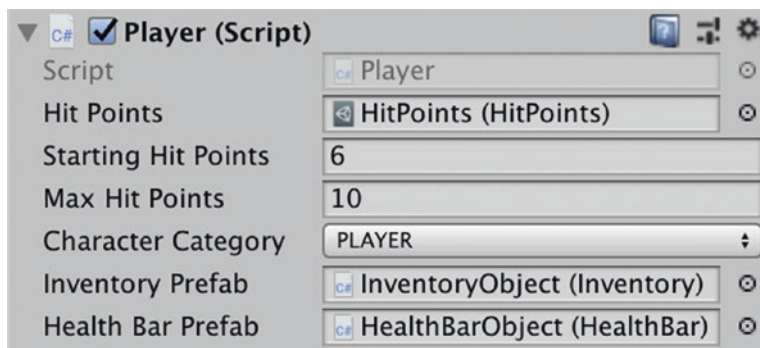 C# Player (Script)
Script C# Player
Hit Points HitPoints (HitPoints)
Starting Hit Points 6
Max Hit Points 10
Character Category PLAYER
Inventory Prefab C# InventoryObject (Inventory)
Health Bar Prefab C# HealthBarObject (HealthBar)